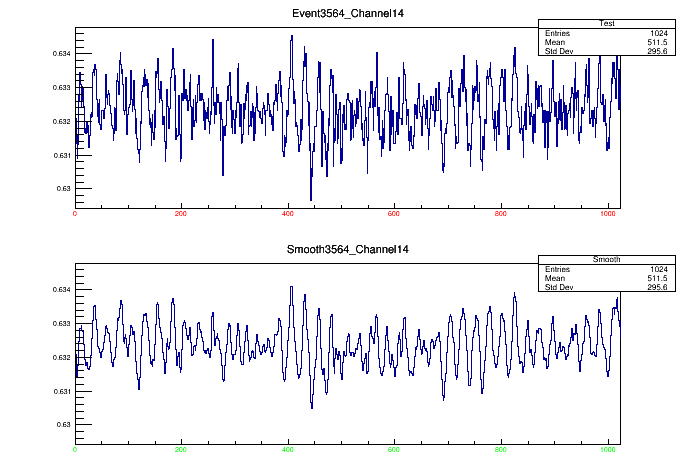 Event3564_Channel14
Test
Entries 1024
Mean 511.5
Std Dev 295.6
0.634
0.633
0.632
0.631
0.63
0 200 400 600 800 1000
Smooth3564_Channel14
Smooth
Entries 1024
Mean 511.5
Std Dev 295.6
0.634
0.633
0.632
0.631
0.63
0 200 400 600 800 1000